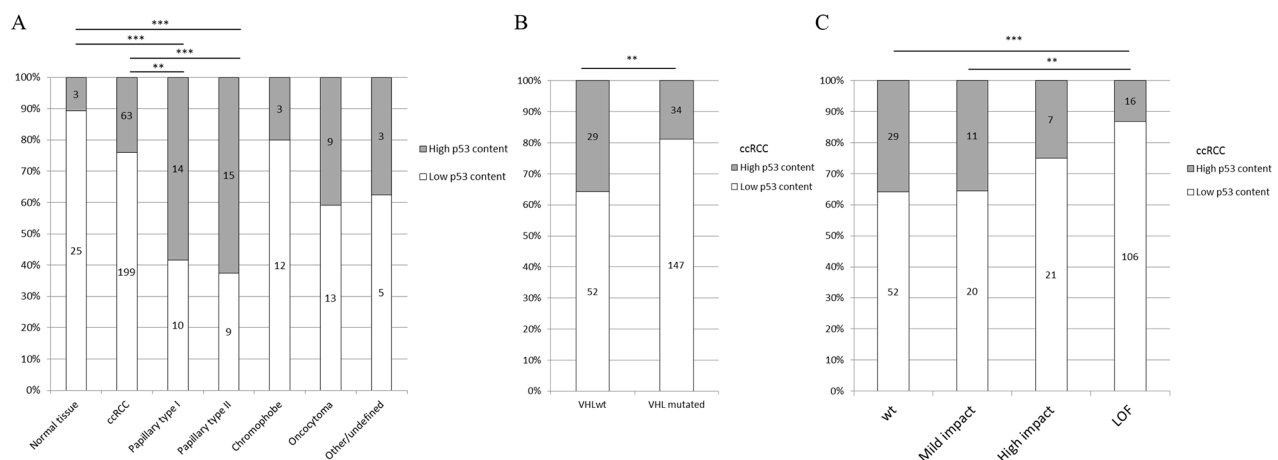 A
***
***
***
**
100%
90%
80%
70%
60%
50%
40%
30%
20%
10%
0%
3
63
14
15
3
9
3
25
199
10
9
12
13
5
Normal tissue
ccRCC
Papillary type I
Papillary type II
Chromophobe
Oncocytoma
Other/undefined
High p53 content
Low p53 content
B
**
100%
90%
80%
70%
60%
50%
40%
30%
20%
10%
0%
29
34
52
147
VHLwt
VHL mutated
ccRCC
High p53 content
Low p53 content
C
***
**
100%
90%
80%
70%
60%
50%
40%
30%
20%
10%
0%
29
11
7
16
52
20
21
106
wt
Mild impact
High impact
LOF
ccRCC
High p53 content
Low p53 content